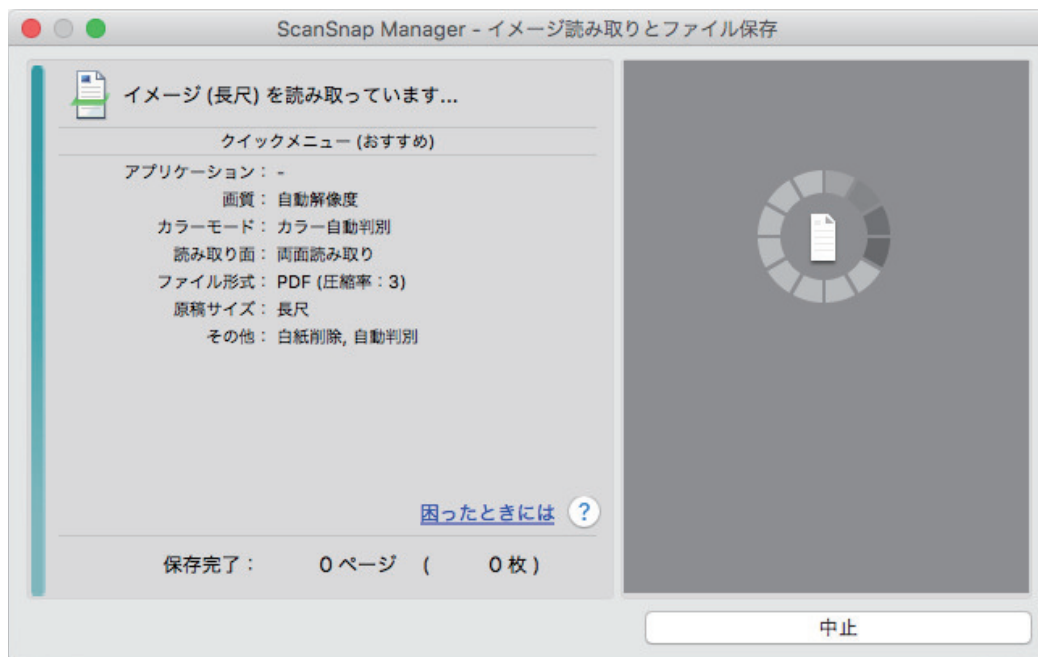 ScanSnap Manager - イメージ読み取りとファイル保存
イメージ (長尺) を読み取っています...
クイックメニュー (おすすめ)
アプリケーション： -
画質： 自動解像度
カラーモード： カラー自動判別
読み取り面： 両面読み取り
ファイル形式： PDF (圧縮率：3)
原稿サイズ： 長尺
その他： 白紙削除, 自動判別
困ったときには ?
保存完了： 0 ページ ( 0 枚 )
中止